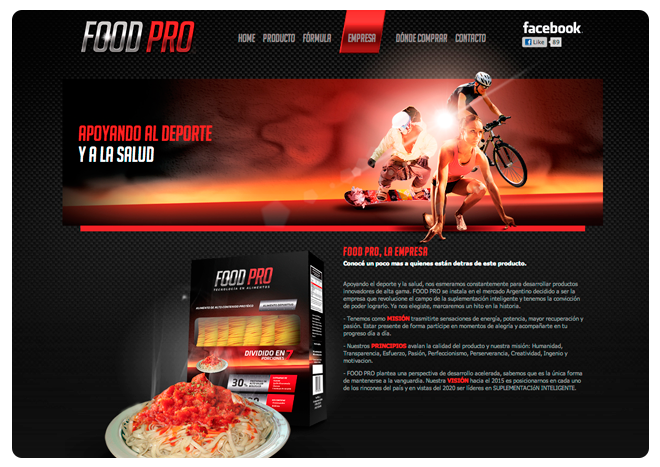 FOOD PRO
HOME PRODUCTO FÓRMULA EMPRESA DÓNDE COMPRAR CONTACTO
facebook
Like 89
APOYANDO AL DEPORTE
Y A LA SALUD
FOOD PRO, LA EMPRESA
Conocé un poco mas a quienes están detras de este producto.
Apoyando el deporte y la salud, nos esmeramos constantemente para desarrollar productos
innovadores de alta game. FOOD PRO se instala en el mercado Argentino decidido a ser la
empresa que revolucione el campo de la suplementación inteligente y tenemos la convicción
de poder lograrlo. Ya nos elegiste, marcaremos un hito en la historia.
- Tenemos como MISIÓN trasmitirte sensaciones de energía, potencia, mayor recuperación y
pasión. Estar presente de forma partícipe en momentos de alegría y acompañarte en tu
progreso día a día.
- Nuestros PRINCIPIOS avalan la calidad del producto y nuestra misión: Humanidad,
Transparencia, Esfuerzo, Pasión, Perfeccionismo, Perserverancia, Creatividad, Ingenio y
motivacion.
- FOOD PRO plantea una perspectiva de desarrollo acelerada, sabemos que es la única forma
de mantenerse a la vanguardia. Nuestra VISIÓN hacia el 2015 es posicionarnos en cada uno
de los rincones del país y en vistas del 2020 ser líderes en SUPLEMENTACIóN INTELIGENTE.
FOOD PRO
TECNOLOGÍA EN ALIMENTOS
DIVIDIDO EN 7
PORCIONES
30%